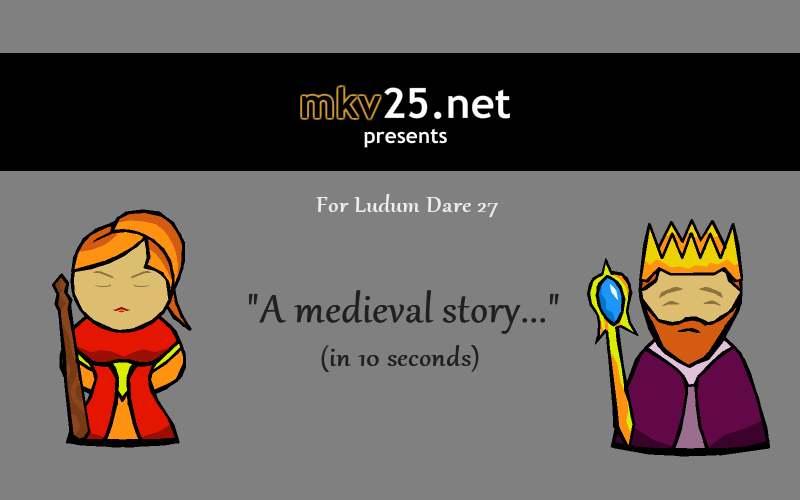 mkv25.net
presents
For Ludum Dare 27
"A medieval story..."
(in 10 seconds)